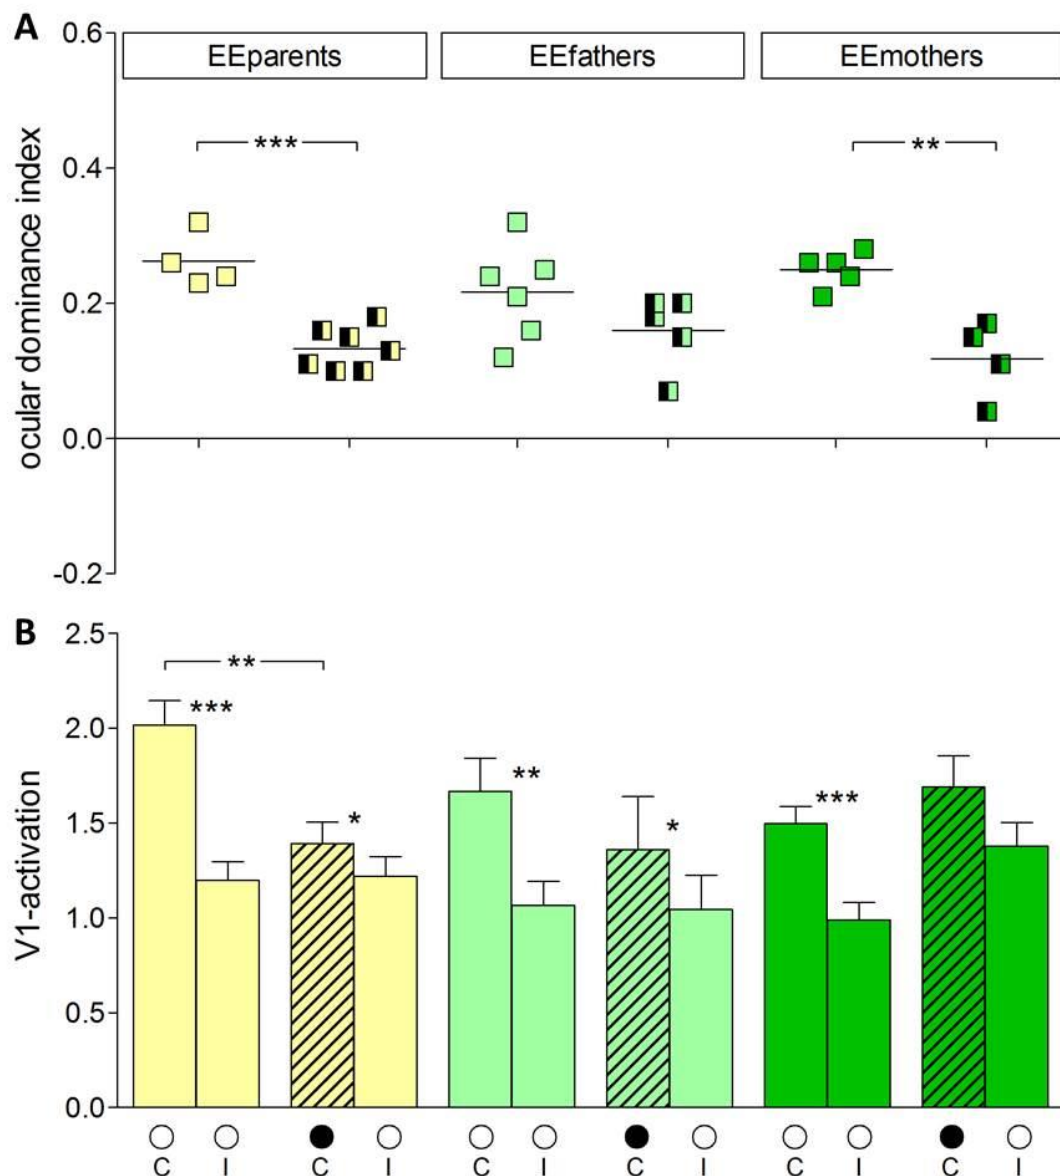 A
0.6
EEparents
EEfathers
EEmothers
***
**
0.4
0.2
0.0
-0.2
ocular dominance index
B
2.5
**
***
2.0
**
***
1.5
*
*
1.0
0.5
0.0
V1-activation
C I C I C I C I C I C I